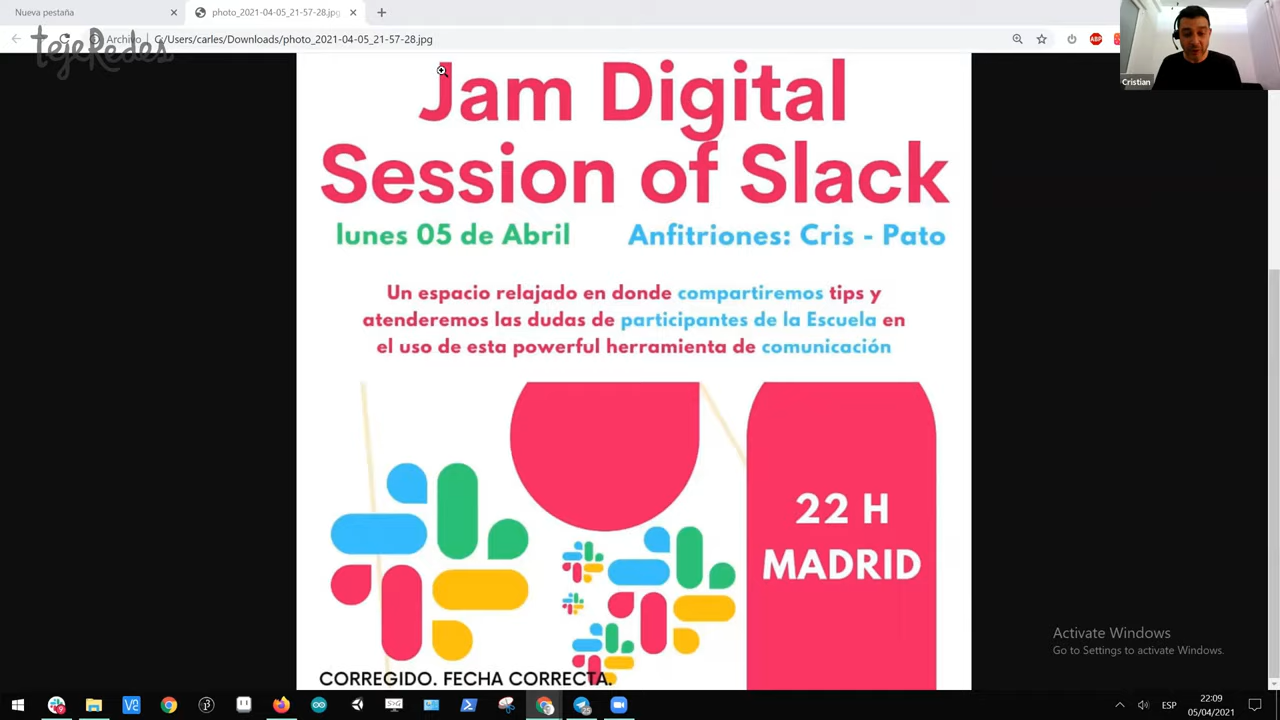 Nueva pestaña
photo_2021-04-05_21-57-28.jpg
tejeRedes
Archivo
C:/Users/carles/Downloads/photo_2021-04-05_21-57-28.jpg
ABP
Cristian
Jam Digital
Session of Slack
lunes 05 de Abril
Anfitriones: Cris - Pato
Un espacio relajado en donde compartiremos tips y
atenderemos las dudas de participantes de la Escuela en
el uso de esta powerful herramienta de comunicación
22 H
MADRID
CORREGIDO. FECHA CORRECTA.
Activate Windows
Go to Settings to activate Windows.
ESP
22:09
05/04/2021